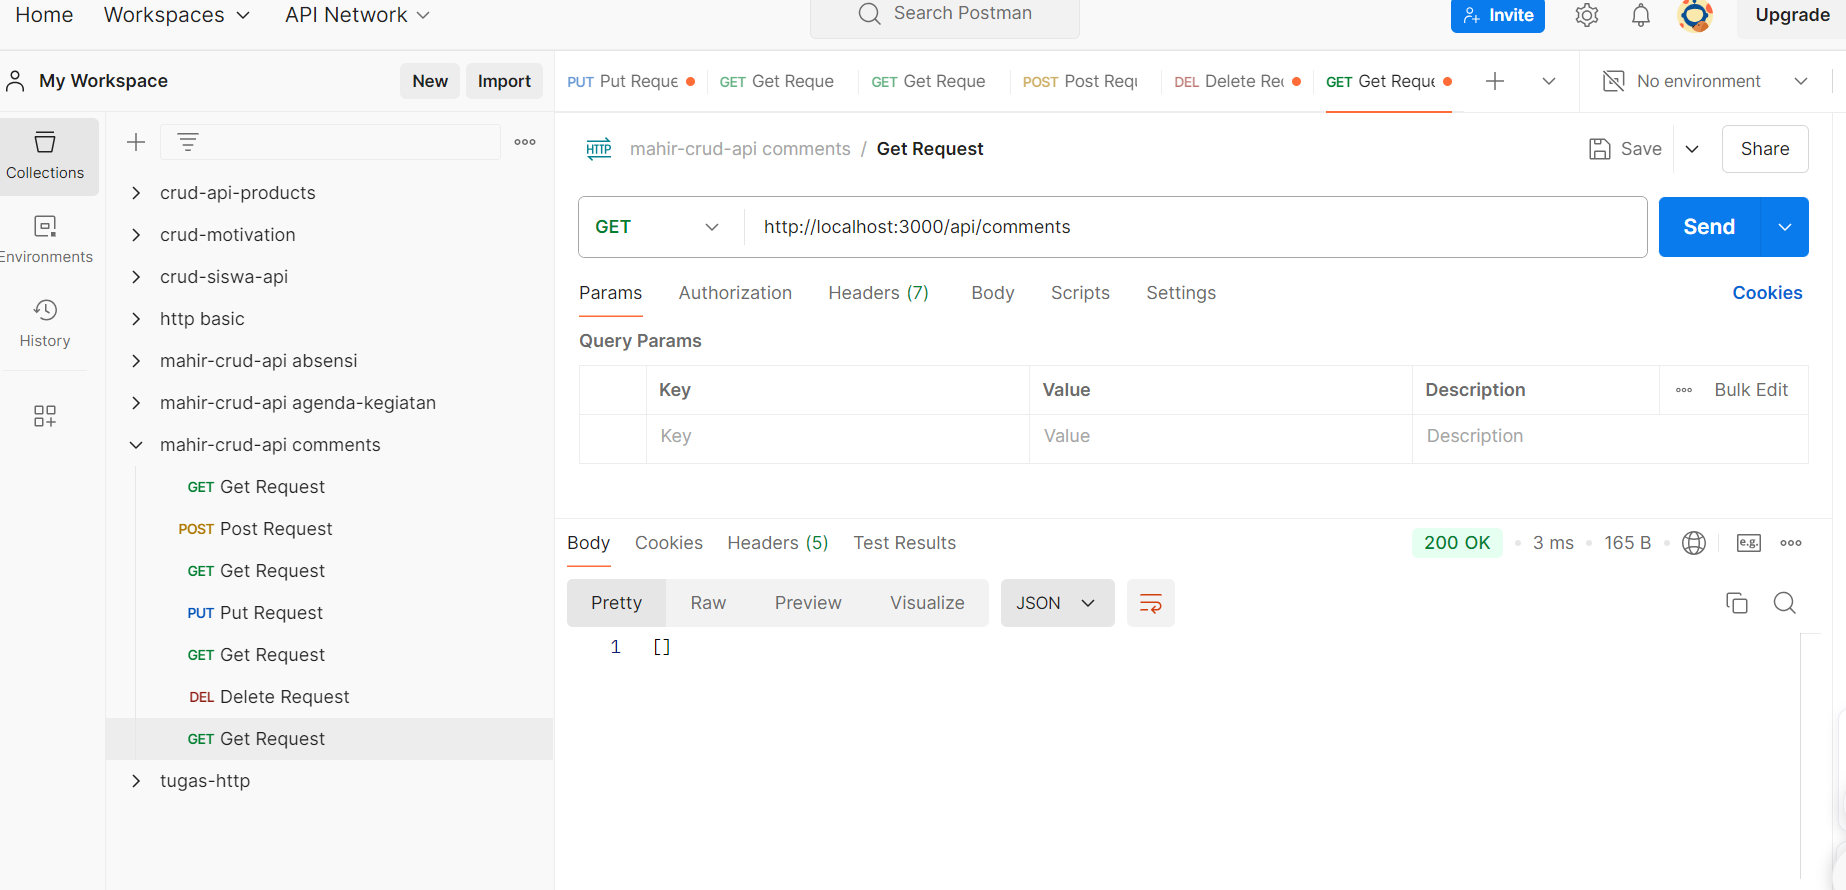 Home Workspaces API Network Search Postman Invite Upgrade
My Workspace New Import
PUT Put Reque GET Get Reque GET Get Reque POST Post Requ DEL Delete Re GET Get Reque No environment
Collections
Environments
History
crud-api-products
crud-motivation
crud-siswa-api
http basic
mahir-crud-api absensi
mahir-crud-api agenda-kegiatan
mahir-crud-api comments
GET Get Request
POST Post Request
GET Get Request
PUT Put Request
GET Get Request
DEL Delete Request
GET Get Request
tugas-http
HTTP mahir-crud-api comments / Get Request Save Share
GET http://localhost:3000/api/comments Send
Params Authorization Headers (7) Body Scripts Settings Cookies
Query Params
Key Value Description Bulk Edit
Key Value Description
Body Cookies Headers (5) Test Results 200 OK • 3 ms • 165 B • e.g.
Pretty Raw Preview Visualize JSON
1 []